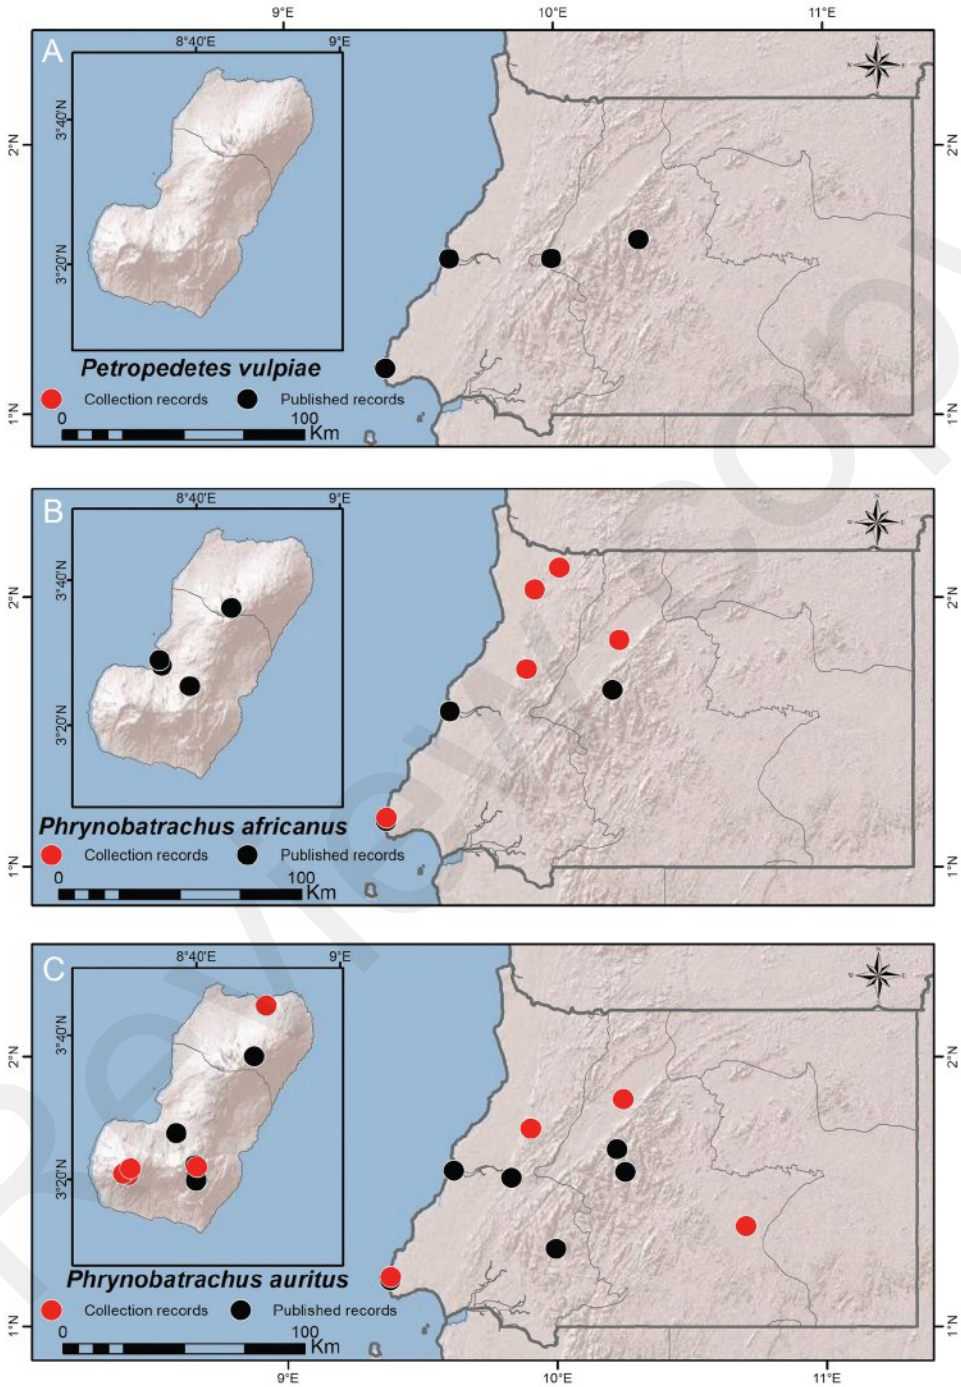 9°E 10°E 11°E
A
8°40'E 9°E
3°40'N
3°20'N
2°N 2°N
1°N 1°N
Petropedetes vulpiae
Collection records Published records
0 100
Km
N
W E
B
8°40'E 9°E
3°40'N
3°20'N
2°N 2°N
1°N 1°N
Phrynobatrachus africanus
Collection records Published records
0 100
Km
N
W E
C
8°40'E 9°E
3°40'N
3°20'N
2°N 2°N
1°N 1°N
Phrynobatrachus auritus
Collection records Published records
0 100
Km
N
W E
9°E 10°E 11°E
Review copy